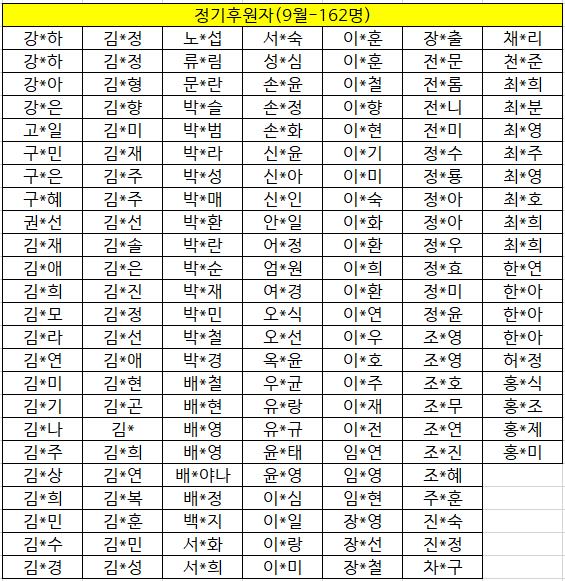 정기후원자(9월-162명)
강*하 김*정 노*섭 서*숙 이*훈 장*출 채*리
강*하 김*정 류*림 성*심 이*훈 전*문 천*준
강*아 김*형 문*란 손*윤 이*철 전*롬 최*희
강*은 김*향 박*슬 손*정 이*향 전*니 최*분
고*일 김*미 박*범 손*화 이*현 전*미 최*영
구*민 김*재 박*라 신*윤 이*기 정*수 최*주
구*은 김*주 박*성 신*아 이*미 정*룡 최*영
구*혜 김*주 박*매 신*인 이*숙 정*아 최*호
권*선 김*선 박*환 안*일 이*화 정*아 최*희
김*재 김*솔 박*란 어*정 이*환 정*우 최*희
김*애 김*은 박*순 엄*원 이*희 정*효 한*연
김*희 김*진 박*재 여*경 이*환 정*미 한*아
김*모 김*정 박*민 오*식 이*연 정*윤 한*아
김*라 김*선 박*철 오*선 이*우 조*영 한*아
김*연 김*애 박*경 옥*윤 이*호 조*영 허*정
김*미 김*현 배*철 우*균 이*주 조*호 홍*식
김*기 김*곤 배*현 유*랑 이*재 조*무 홍*조
김*나 김* 배*영 유*규 이*전 조*연 홍*제
김*주 김*희 배*영 윤*태 임*연 조*진 홍*미
김*상 김*연 배*야나 윤*영 임*영 조*혜
김*희 김*복 배*정 이*심 임*현 주*훈
김*민 김*훈 백*지 이*일 장*영 진*숙
김*수 김*민 서*화 이*랑 장*선 진*정
김*경 김*성 서*희 이*미 장*철 차*구